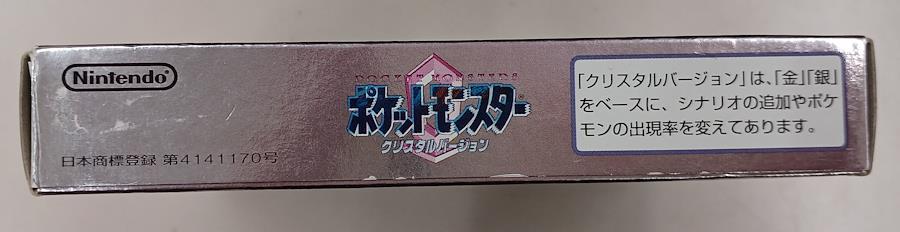 Nintendo®
日本商標登録 第4141170号
POCKET MONSTERS
ポケットモンスター
クリスタルバージョン
「クリスタルバージョン」は、「金」「銀」
をベースに、シナリオの追加やポケ
モンの出現率を変えてあります。